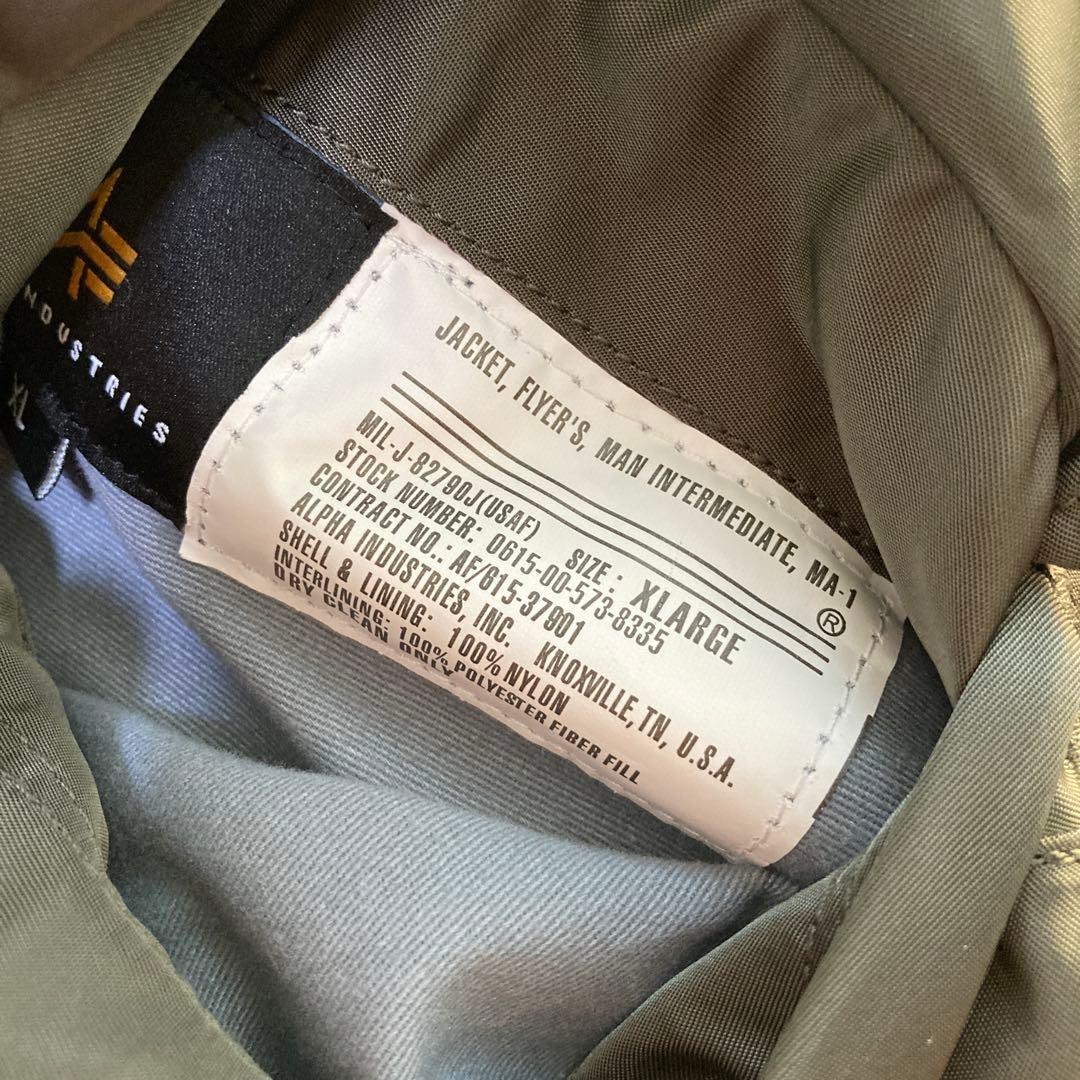 INDUSTRIES
XL
JACKET, FLYER'S, MAN INTERMEDIATE, MA-1
®
MIL-J-82790J(USAF) SIZE: XLARGE
STOCK NUMBER: 0615-00-573-8335
CONTRACT NO.: AF/615-37901
ALPHA INDUSTRIES, INC. KNOXVILLE, TN, U.S.A.
SHELL & LINING: 100% NYLON
INTERLINING: 100% POLYESTER FIBER FILL
DRY CLEAN ONLY